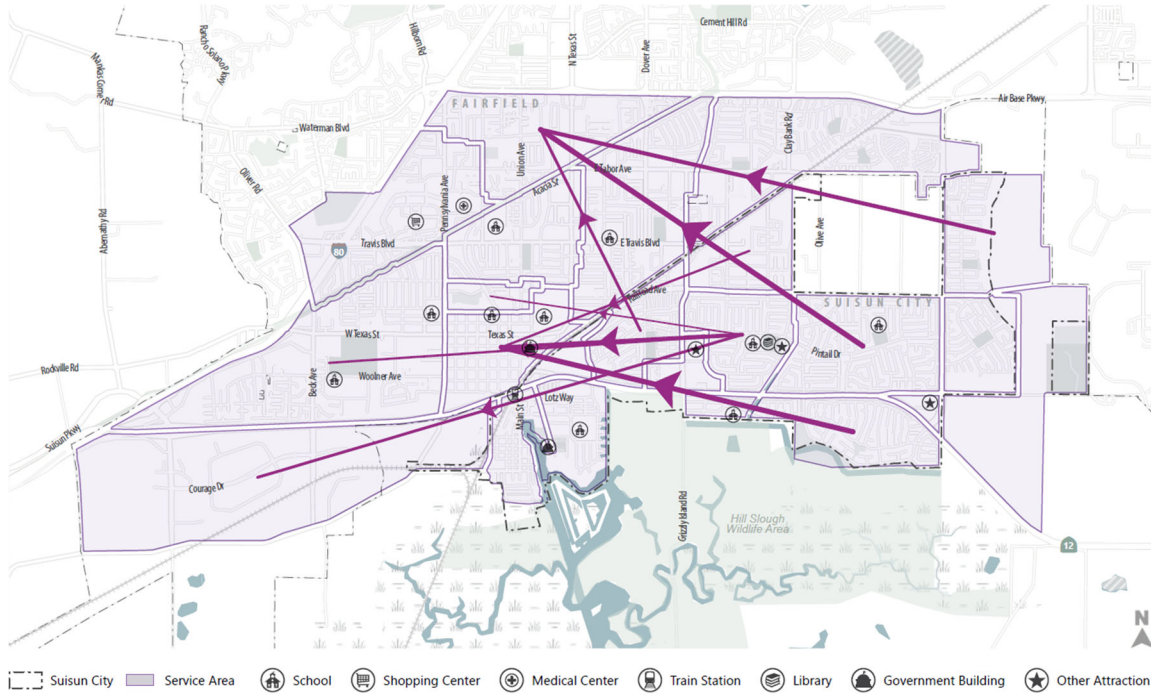 Cement Hill Rd
Rancho Solano Pkwy
Hilborn Rd
N Texas St
Dover Ave
Mankas Corner Rd
Air Base Pkwy
FAIRFIELD
Waterman Blvd
Clay Bank Rd
Union Ave
E Tabor Ave
Oliver Rd
Acacia St
Pennsylvania Ave
Abernathy Rd
Travis Blvd
E Travis Blvd
Olive Ave
80
Railroad Ave
SUISUN CITY
W Texas St
Texas St
Pintail Dr
Rockville Rd
Beck Ave
Woolner Ave
Main St
Lotz Way
Suisun Pkwy
Courage Dr
Grizzly Island Rd
Hill Slough
Wildlife Area
12
N
Suisun City
Service Area
School
Shopping Center
Medical Center
Train Station
Library
Government Building
Other Attraction